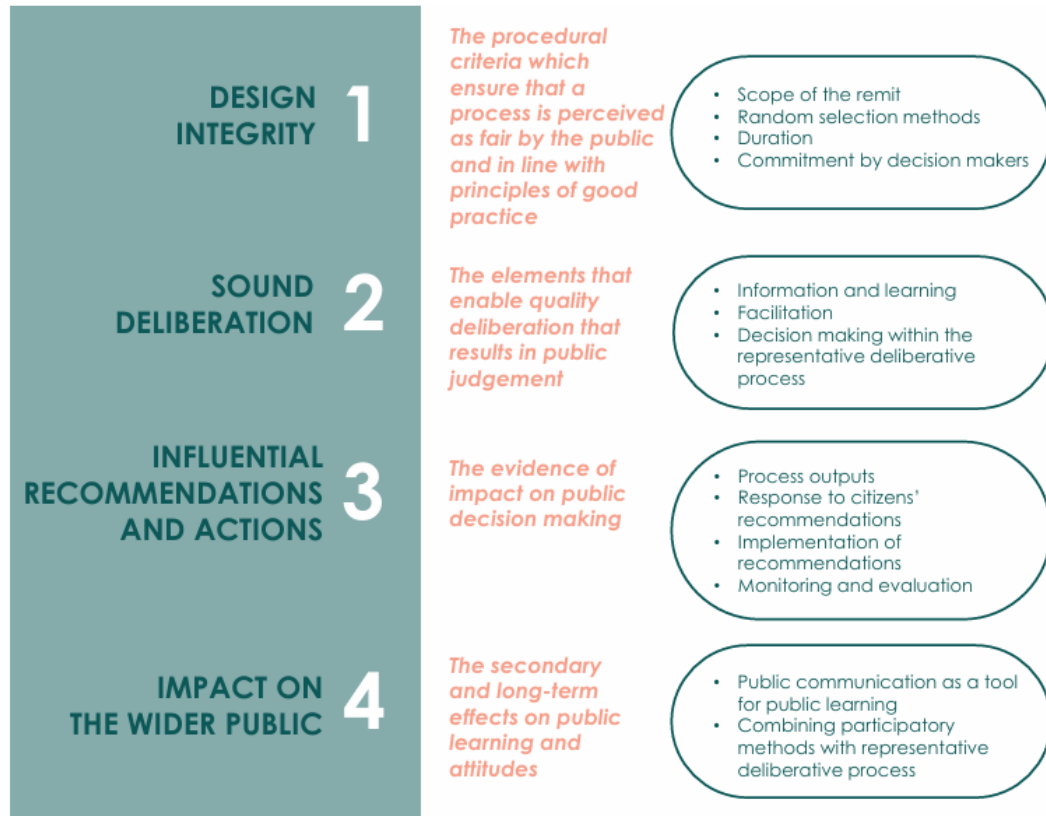 DESIGN
INTEGRITY
1
The procedural
criteria which
ensure that a
process is perceived
as fair by the public
and in line with
principles of good
practice
• Scope of the remit
• Random selection methods
• Duration
• Commitment by decision makers
SOUND
DELIBERATION
2
The elements that
enable quality
deliberation that
results in public
judgement
• Information and learning
• Facilitation
• Decision making within the
representative deliberative
process
INFLUENTIAL
RECOMMENDATIONS
AND ACTIONS
3
The evidence of
impact on public
decision making
• Process outputs
• Response to citizens’
recommendations
• Implementation of
recommendations
• Monitoring and evaluation
IMPACT ON
THE WIDER PUBLIC
4
The secondary
and long-term
effects on public
learning and
attitudes
• Public communication as a tool
for public learning
• Combining participatory
methods with representative
deliberative process